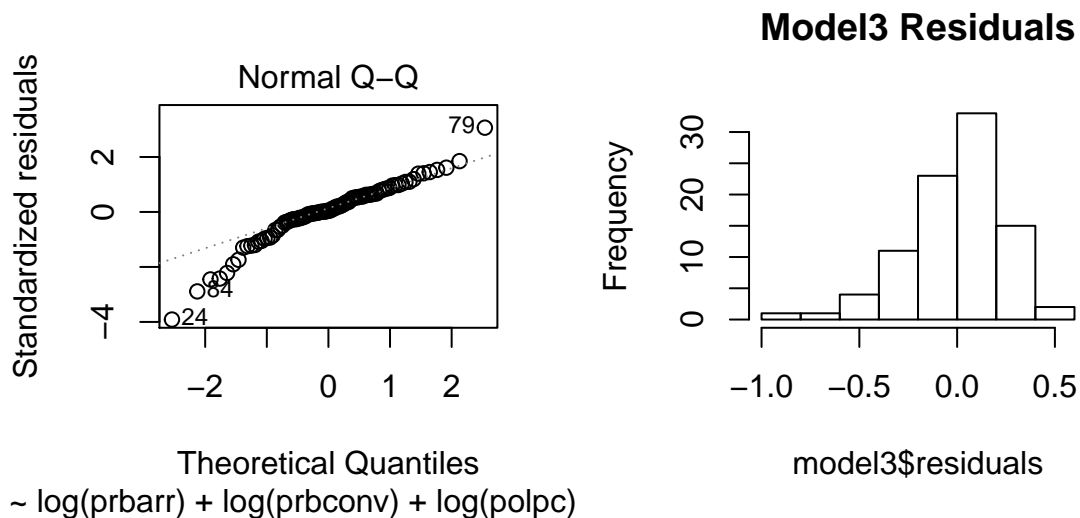 Model3 Residuals
Normal Q−Q
Standardized residuals
2
0
−4
79
84
24
−2
0
1
2
Theoretical Quantiles
~ log(prbarr) + log(prbconv) + log(polpc)
Frequency
30
20
10
0
−1.0
−0.5
0.0
0.5
model3$residuals